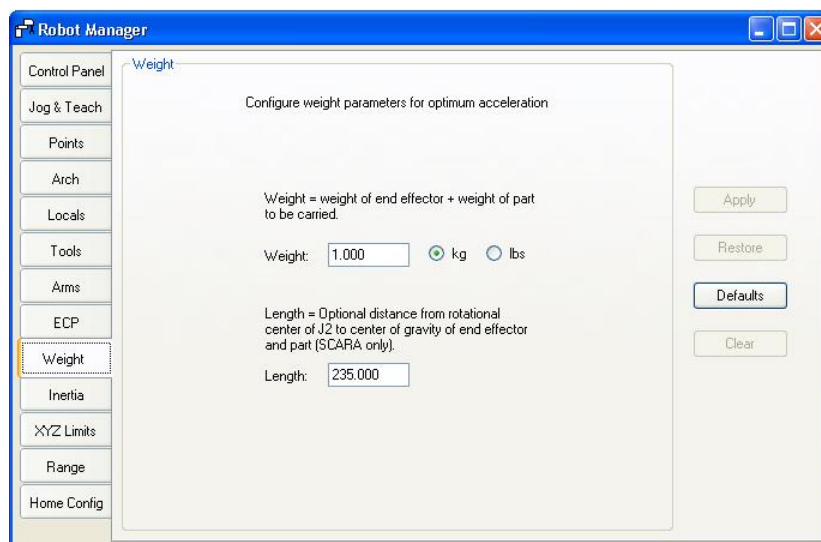 Robot Manager
Control Panel
Jog & Teach
Points
Arch
Locals
Tools
Arms
ECP
Weight
Inertia
XYZ Limits
Range
Home Config
Weight
Configure weight parameters for optimum acceleration
Weight = weight of end effector + weight of part
to be carried.
Weight: 1.000 kg lbs
Length = Optional distance from rotational
center of J2 to center of gravity of end effector
and part (SCARA only).
Length: 235.000
Apply
Restore
Defaults
Clear